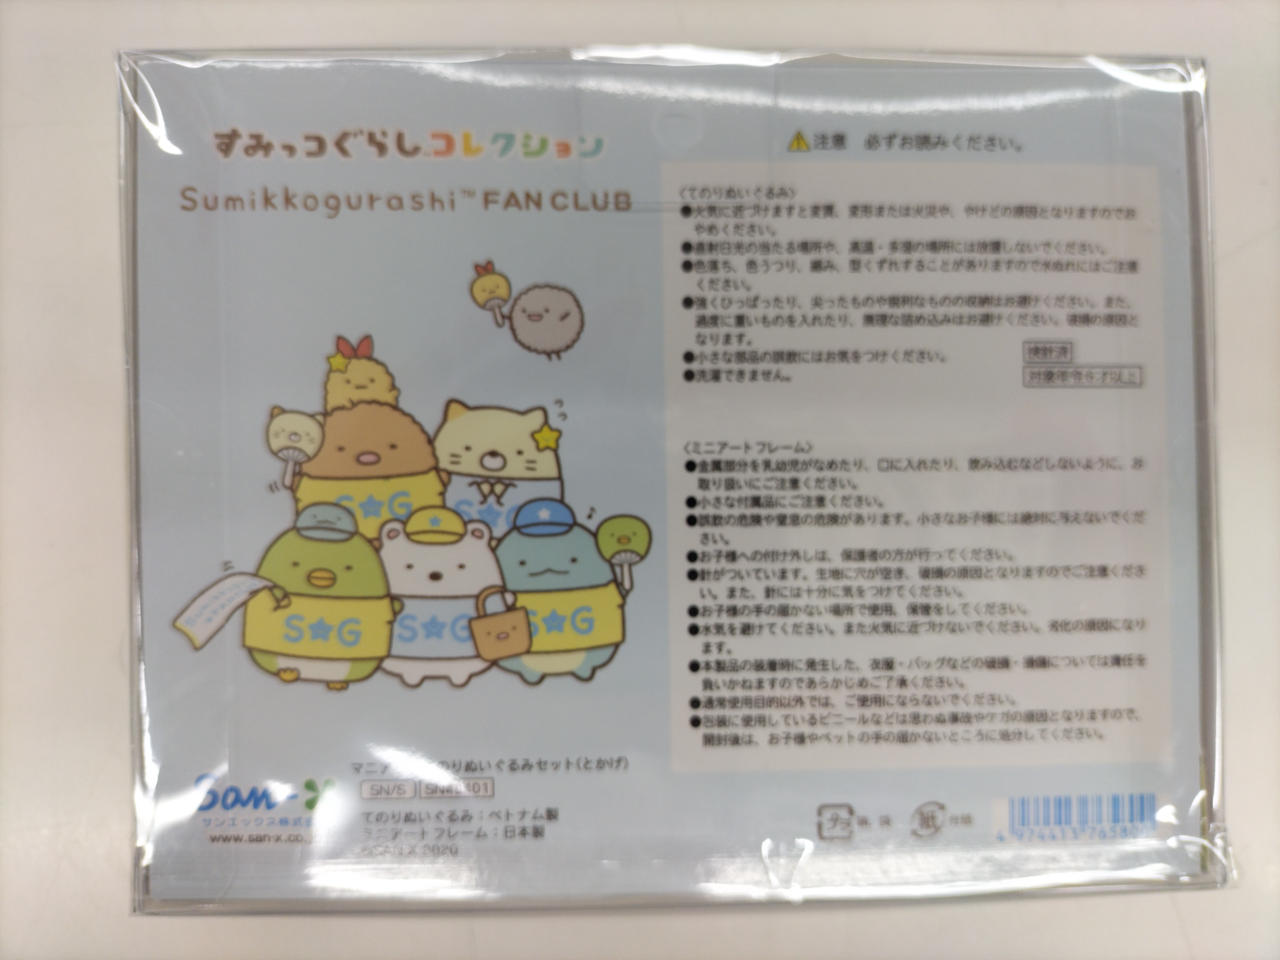 すみっコぐらしコレクション
Sumikkogurashi™ FAN CLUB
S★G
S★G
S★G
S★G
S★G
San-X
サンエックス株式
www.san-x.co.
てのりぬいぐるみセット(とかげ)
SN/S
てのりぬいぐるみ:ベトナム製
ミニアートフレーム:日本製
©SAN-X 2020
⚠注意 必ずお読みください。
〈てのりぬいぐるみ〉
●火気に近づけますと変質、変形または火災や、やけどの原因となりますのでお
やめください。
●直射日光の当たる場所や、高温・多湿の場所には放置しないでください。
●色落ち、色うつり、縮み、型くずれすることがありますので水ぬれにはご注意
ください。
●強くひっぱったり、尖ったものや鋭利なものの収納はお避けください。また、
過度に重いものを入れたり、無理な詰め込みはお避けください。破損の原因と
なります。
●小さな部品の誤飲にはお気をつけください。
●洗濯できません。
検針済
対象年令6才以上
〈ミニアートフレーム〉
●金属部分を乳幼児がなめたり、口に入れたり、飲み込むなどしないように、お
取り扱いにご注意ください。
●小さな付属品にご注意ください。
●誤飲の危険や窒息の危険があります。小さなお子様には絶対に与えないでくだ
さい。
●お子様への付け外しは、保護者の方が行ってください。
●針がついています。生地に穴が空き、破損の原因となりますのでご注意くださ
い。また、針には十分に気をつけてください。
●お子様の手の届かない場所で使用、保管をしてください。
●水気を避けてください。また火気に近づけないでください。劣化の原因になり
ます。
●本製品の装着時に発生した、衣服・バッグなどの破損・損傷については責任を
負いかねますのであらかじめご了承ください。
●通常使用目的以外では、ご使用にならないでください。
●包装に使用しているビニールなどは思わぬ事故やケガの原因となりますので、
開封後は、お子様やペットの手の届かないところに処分してください。
プラ
紙